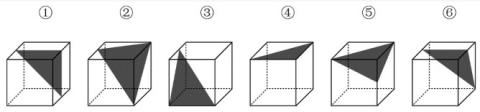 ① ② ③ ④ ⑤ ⑥